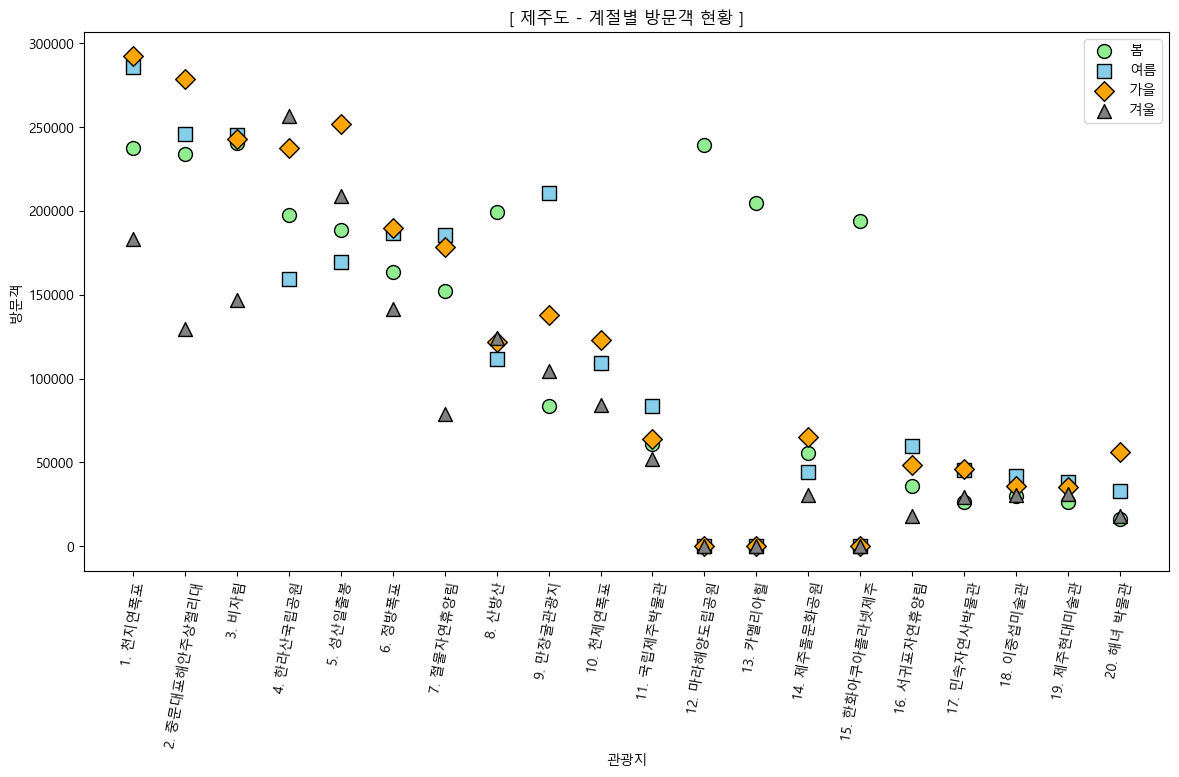 [ 제주도 - 계절별 방문객 현황 ]
봄
여름
가을
겨울
방문객
300000
250000
200000
150000
100000
50000
0
1. 천지연폭포
2. 중문대포해안주상절리대
3. 비자림
4. 한라산국립공원
5. 성산일출봉
6. 정방폭포
7. 절물자연휴양림
8. 산방산
9. 만장굴관광지
10. 천제연폭포
11. 국립제주박물관
12. 마라해양도립공원
13. 카멜리아힐
14. 제주돌문화공원
15. 한화아쿠아플라넷제주
16. 서귀포자연휴양림
17. 민속자연사박물관
18. 이중섭미술관
19. 제주현대미술관
20. 해녀 박물관
관광지